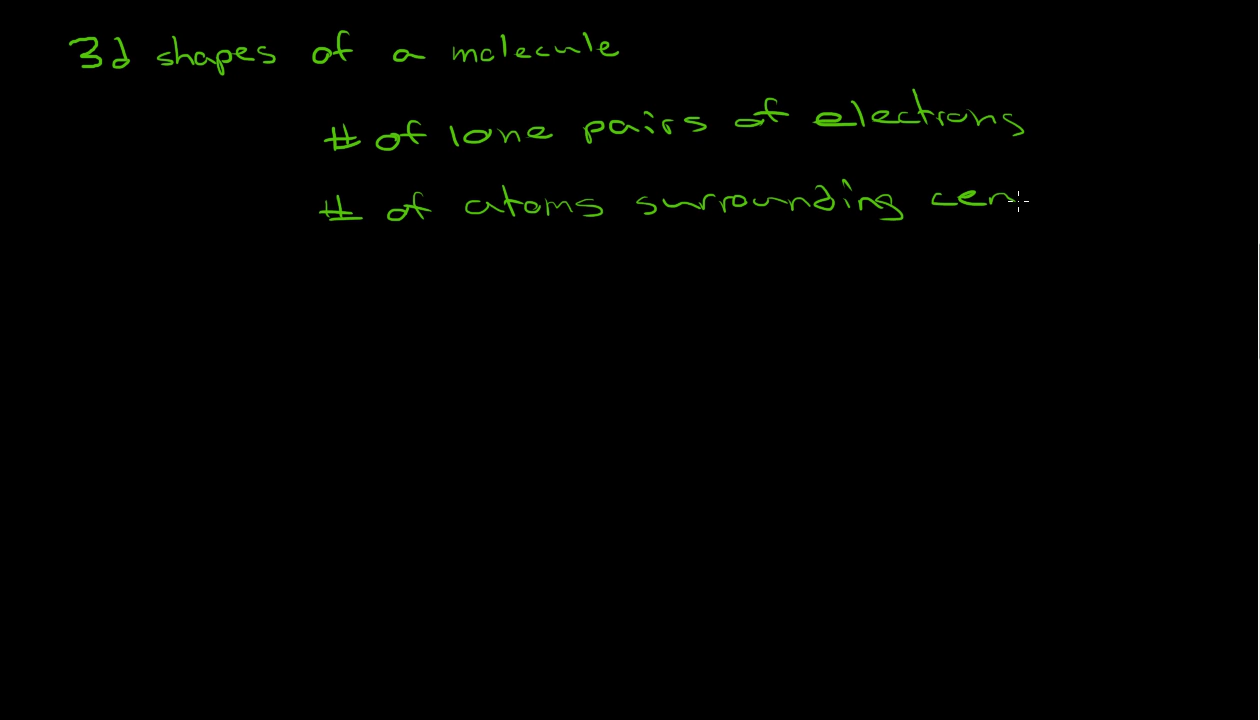 3d shapes of a molecule
# of lone pairs of electrons
# of atoms surrounding cen